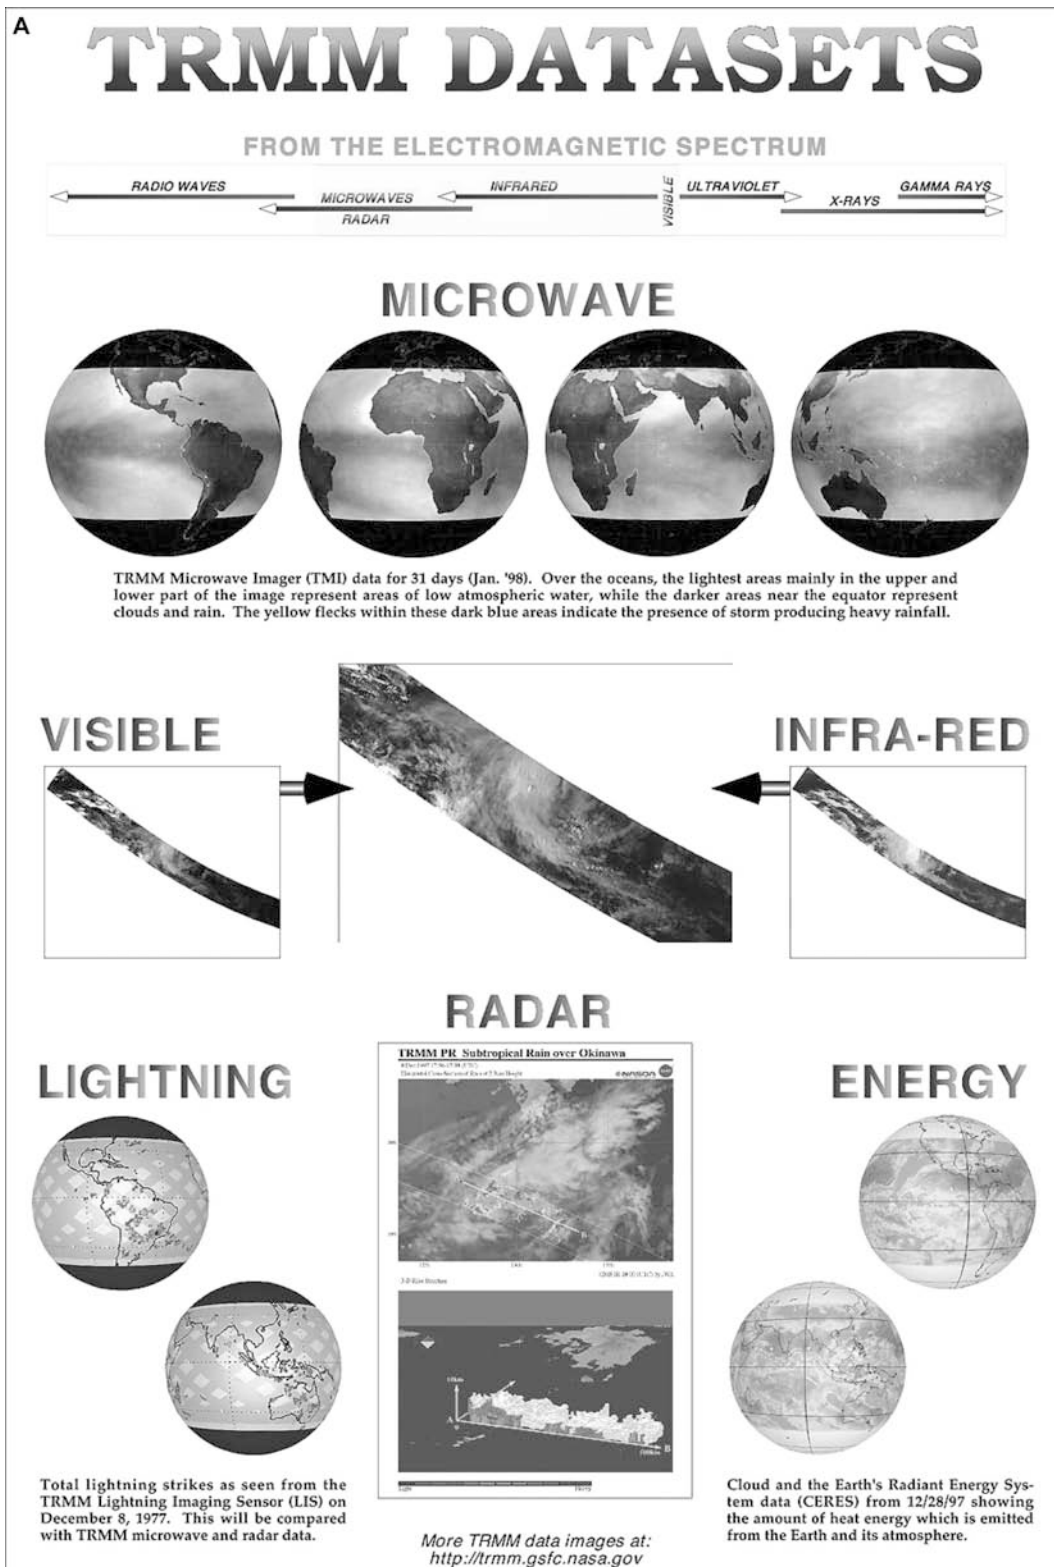 A
TRMM DATASETS
FROM THE ELECTROMAGNETIC SPECTRUM
RADIO WAVES
MICROWAVES
RADAR
INFRARED
VISIBLE
ULTRAVIOLET
X-RAYS
GAMMA RAYS
MICROWAVE
TRMM Microwave Imager (TMI) data for 31 days (Jan. '98). Over the oceans, the lightest areas mainly in the upper and
lower part of the image represent areas of low atmospheric water, while the darker areas near the equator represent
clouds and rain. The yellow flecks within these dark blue areas indicate the presence of storm producing heavy rainfall.
VISIBLE
INFRA-RED
RADAR
LIGHTNING
TRMM PR Subtropical Rain over Okinawa
ENERGY
A
B
Total lightning strikes as seen from the
TRMM Lightning Imaging Sensor (LIS) on
December 8, 1977. This will be compared
with TRMM microwave and radar data.
Cloud and the Earth's Radiant Energy Sys-
tem data (CERES) from 12/28/97 showing
the amount of heat energy which is emitted
from the Earth and its atmosphere.
More TRMM data images at:
http://trmm.gsfc.nasa.gov